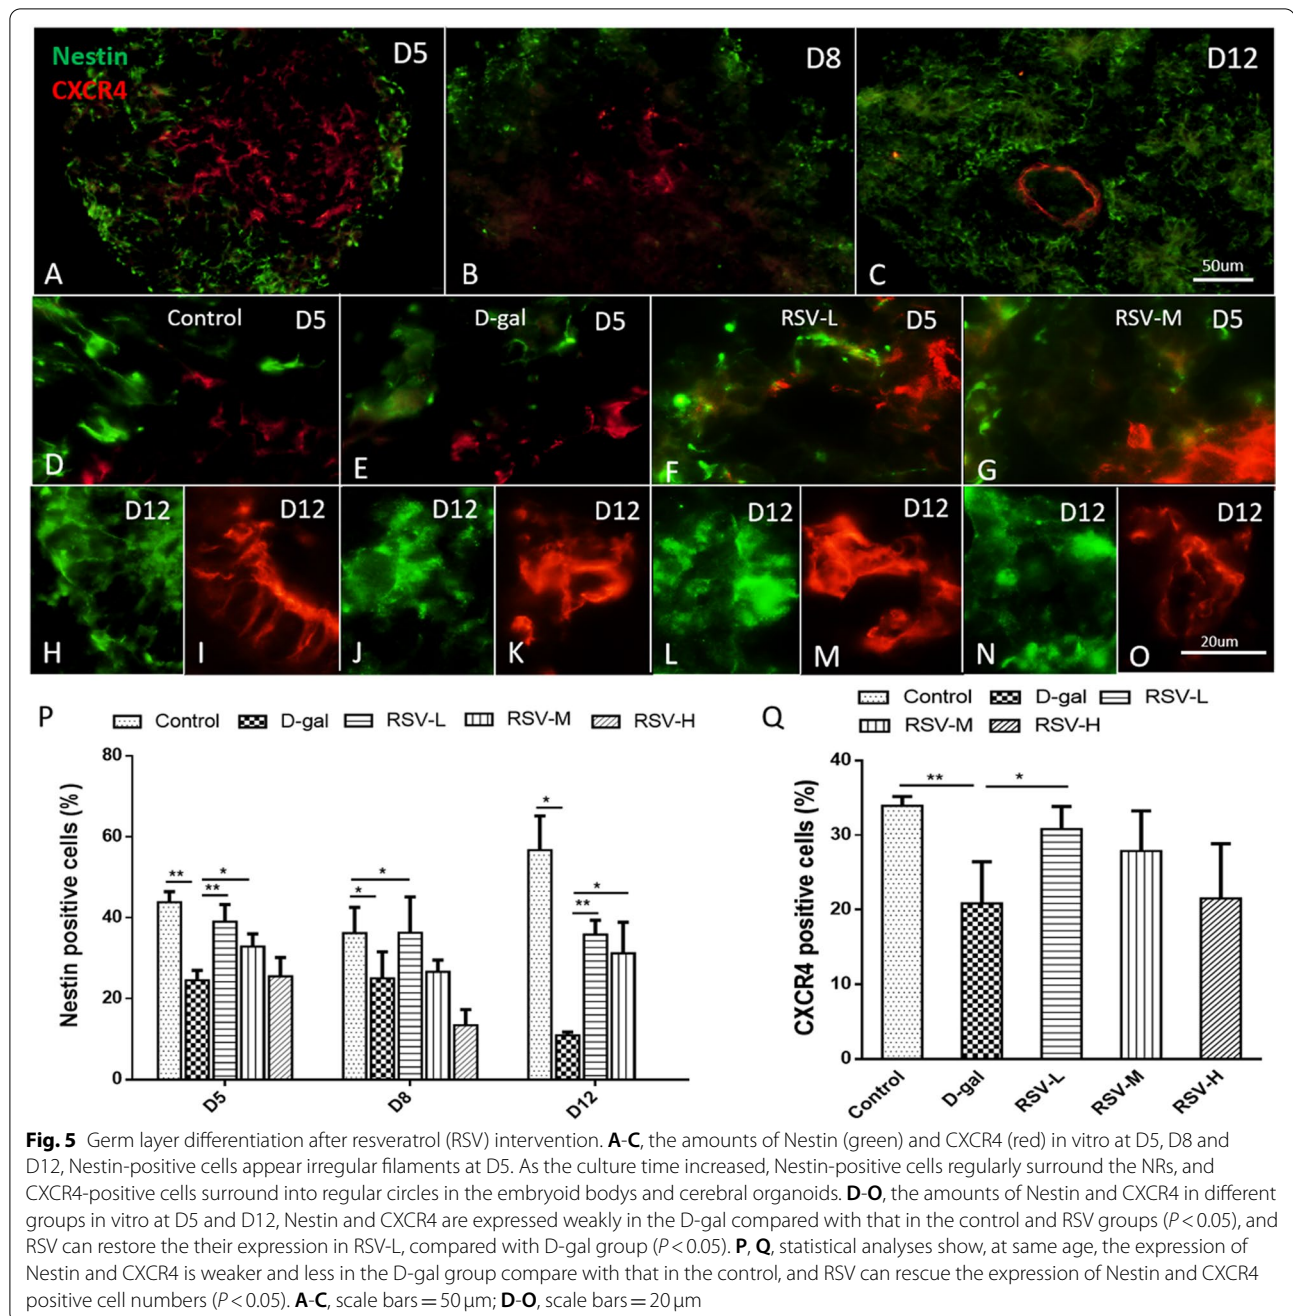 Nestin
CXCR4
D5
D8
D12
A
B
C
50um
Control D5
D-gal D5
RSV-L D5
RSV-M D5
D
E
F
G
D12
D12
D12
D12
D12
D12
D12
D12
H
I
J
K
L
M
N
O
20um
P
Control D-gal RSV-L RSV-M RSV-H
Nestin positive cells (%)
80
60
40
20
0
** ** *
* *
* ** *
D5
D8
D12
Q
Control D-gal RSV-L
RSV-M RSV-H
CXCR4 positive cells (%)
40
30
20
10
0
** *
Control
D-gal
RSV-L
RSV-M
RSV-H
Fig. 5 Germ layer differentiation after resveratrol (RSV) intervention. A-C, the amounts of Nestin (green) and CXCR4 (red) in vitro at D5, D8 and
D12, Nestin-positive cells appear irregular filaments at D5. As the culture time increased, Nestin-positive cells regularly surround the NRs, and
CXCR4-positive cells surround into regular circles in the embryoid bodys and cerebral organoids. D-O, the amounts of Nestin and CXCR4 in different
groups in vitro at D5 and D12, Nestin and CXCR4 are expressed weakly in the D-gal compared with that in the control and RSV groups (P < 0.05), and
RSV can restore the their expression in RSV-L, compared with D-gal group (P < 0.05). P, Q, statistical analyses show, at same age, the expression of
Nestin and CXCR4 is weaker and less in the D-gal group compare with that in the control, and RSV can rescue the expression of Nestin and CXCR4
positive cell numbers (P < 0.05). A-C, scale bars = 50 μm; D-O, scale bars = 20 μm